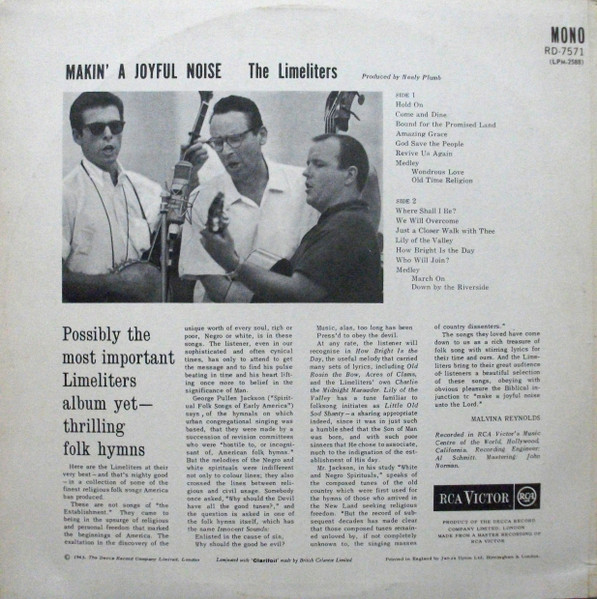 MONO
RD-7571
(LPM-2588)
MAKIN' A JOYFUL NOISE The Limeliters Produced by Neely Plumb
SIDE 1
Hold On
Come and Dine
Bound for the Promised Land
Amazing Grace
God Save the People
Revive Us Again
Medley
Wondrous Love
Old Time Religion
SIDE 2
Where Shall I Be?
We Will Overcome
Just a Closer Walk with Thee
Lily of the Valley
How Bright Is the Day
Who Will Join?
Medley
March On
Down by the Riverside
Possibly the
most important
Limeliters
album yet—
thrilling
folk hymns
Here are the Limeliters at their
very best—and that's mighty good
—in a collection of some of the
finest religious folk songs America
has produced.
These are not songs of "the
Establishment." They came to
being in the upsurge of religious
and personal freedom that marked
the beginnings of America. The
exaltation in the discovery of the
unique worth of every soul, rich or
poor, Negro or white, is in these
songs. The listener, even in our
sophisticated and often cynical
times, has only to attend to get
the message and to find his pulse
beating in time and his heart lift-
ing once more to belief in the
significance of Man.
George Pullen Jackson ("Spirit-
ual Folk Songs of Early America")
says, of the hymnals on which
urban congregational singing was
based, that they were made by a
succession of revision committees
who were "hostile to, or incogni-
sant of, American folk hymns."
But the melodies of the Negro and
white spirituals were indifferent
not only to colour lines; they also
crossed the lines between reli-
gious and civil usage. Somebody
once asked, "Why should the Devil
have all the good tunes?," and
the question is asked in one of
the folk hymns itself, which has
the name Innocent Sounds:
Enlisted in the cause of sin,
Why should the good be evil?
Music, alas, too long has been
Press'd to obey the devil.
At any rate, the listener will
recognise in How Bright Is the
Day, the useful melody that carried
many sets of lyrics, including Old
Rosin the Bow, Acres of Clams,
and the Limeliters' own Charlie
the Midnight Marauder. Lily of the
Valley has a tune familiar to
folksong initiates as Little Old
Sod Shanty—a sharing appropriate
indeed, since it was in just such
a humble shed that the Son of Man
was born, and with such poor
sinners that He chose to associate,
much to the indignation of the est-
ablishment of His day.
Mr. Jackson, in his study "White
and Negro Spirituals," speaks of
the composed tunes of the old
country which were first used for
the hymns of those who arrived in
the New Land seeking religious
freedom. "But the record of sub-
sequent decades has made clear
that those composed tunes remain-
ed unloved by, if not completely
unknown to, the singing masses
of country dissenters."
The songs they loved have come
down to us as a rich treasure of
folk song with stirring lyrics for
their time and ours. And the Lime-
liters bring to their great audience
of listeners a beautiful selection
of these songs, obeying with
obvious pleasure the Biblical in-
junction to "make a joyful noise
unto the Lord."
MALVINA REYNOLDS
Recorded in RCA Victor's Music
Centre of the World, Hollywood,
California. Recording Engineer:
Al Schmitt. Mastering: John
Norman.
RCA VICTOR RCA
PRODUCT OF THE DECCA RECORD
COMPANY LIMITED, LONDON
MADE FROM A MASTER RECORDING OF
RCA VICTOR
© 1963, The Decca Record Company Limited, London
Laminated with 'Clarifoil' made by British Celanese Limited
Printed in England by James Upton Ltd, Birmingham & London.